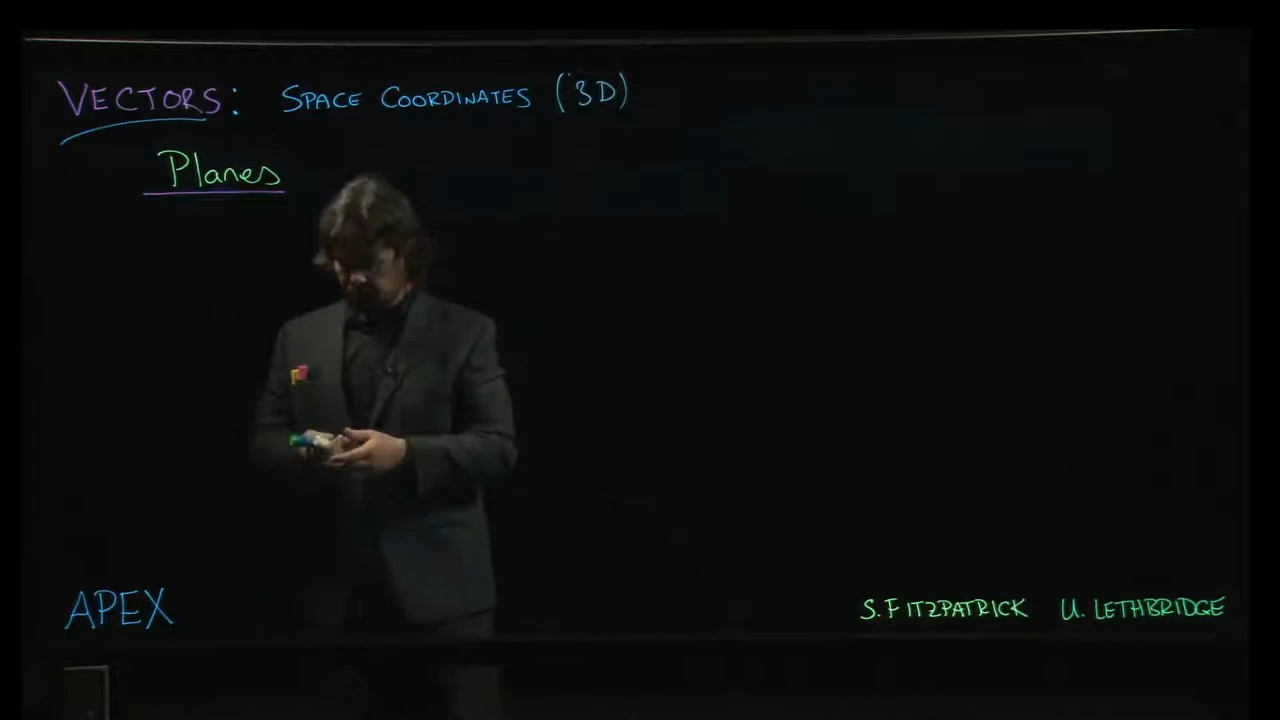 VECTORS: SPACE COORDINATES (3D)
Planes
APEX
S. FITZPATRICK U. LETHBRIDGE